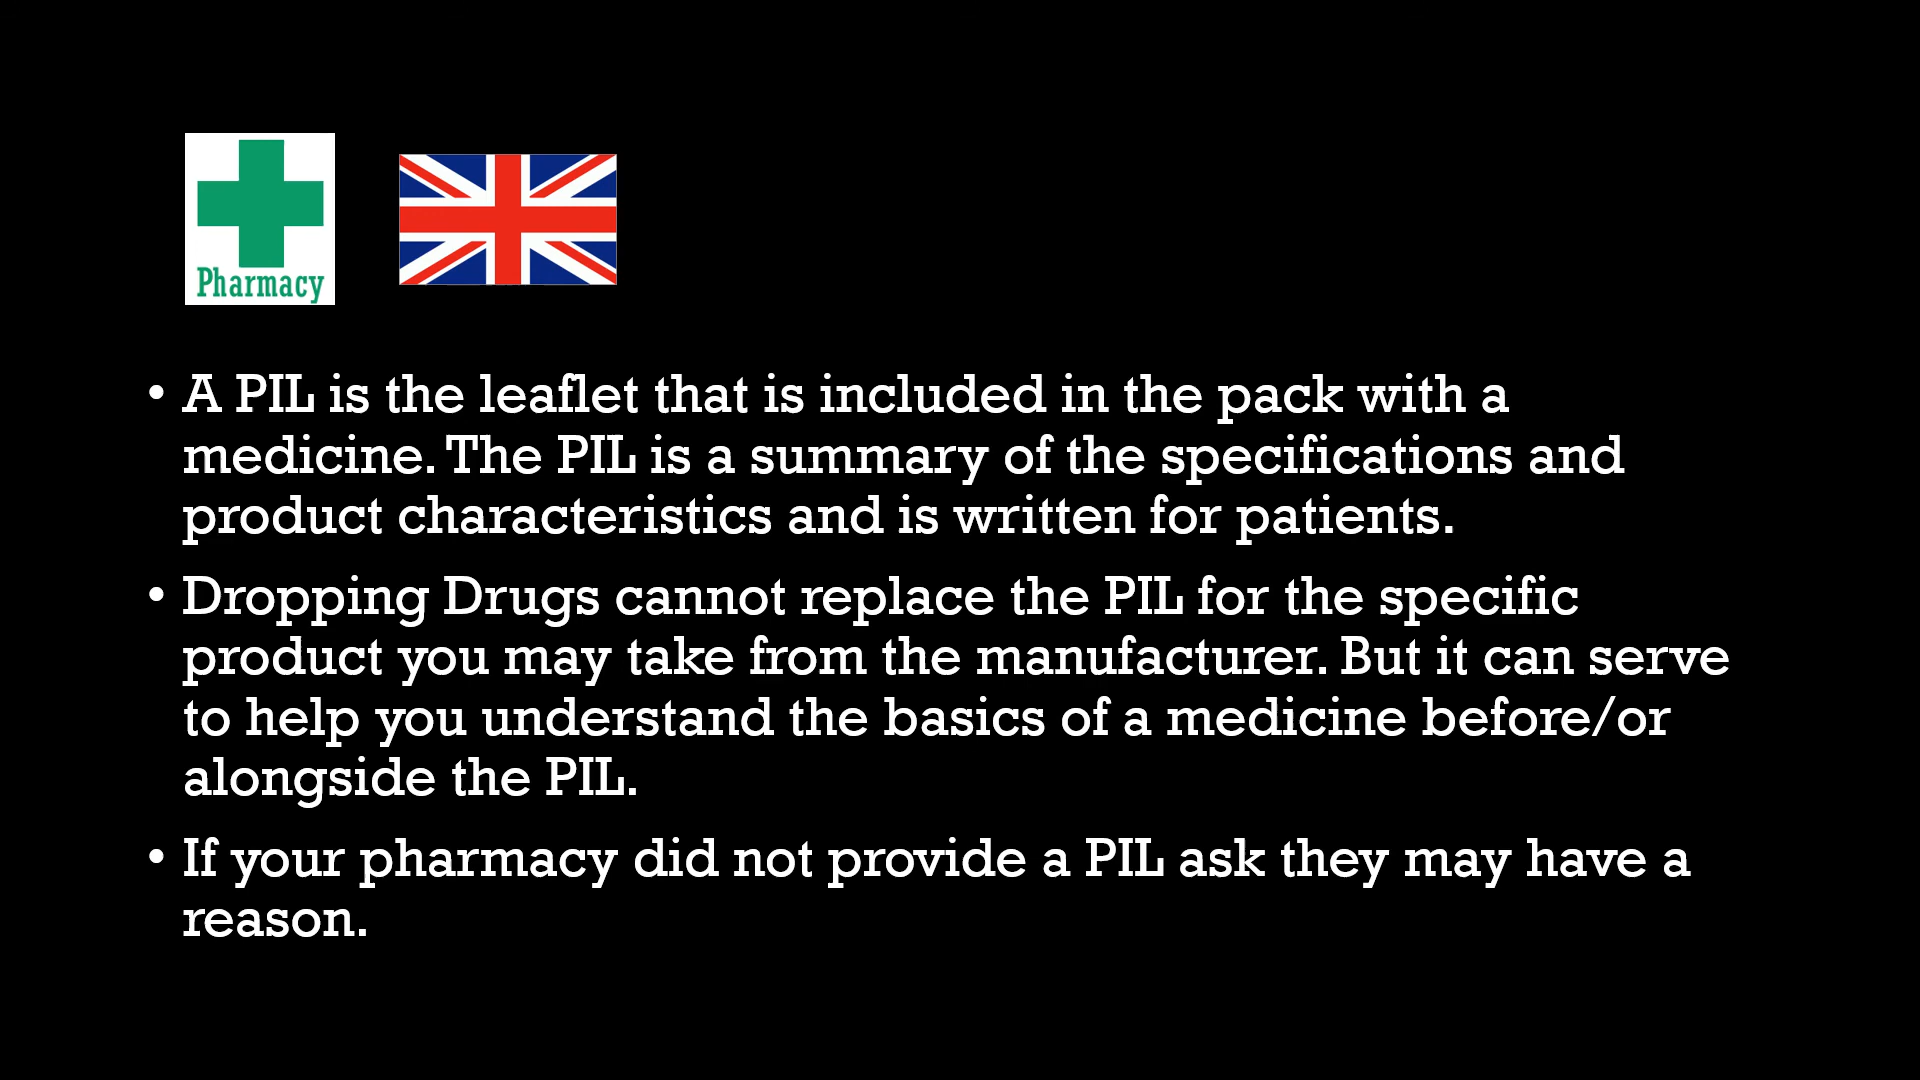 Pharmacy
• A PIL is the leaflet that is included in the pack with a
medicine. The PIL is a summary of the specifications and
product characteristics and is written for patients.
• Dropping Drugs cannot replace the PIL for the specific
product you may take from the manufacturer. But it can serve
to help you understand the basics of a medicine before/or
alongside the PIL.
• If your pharmacy did not provide a PIL ask they may have a
reason.